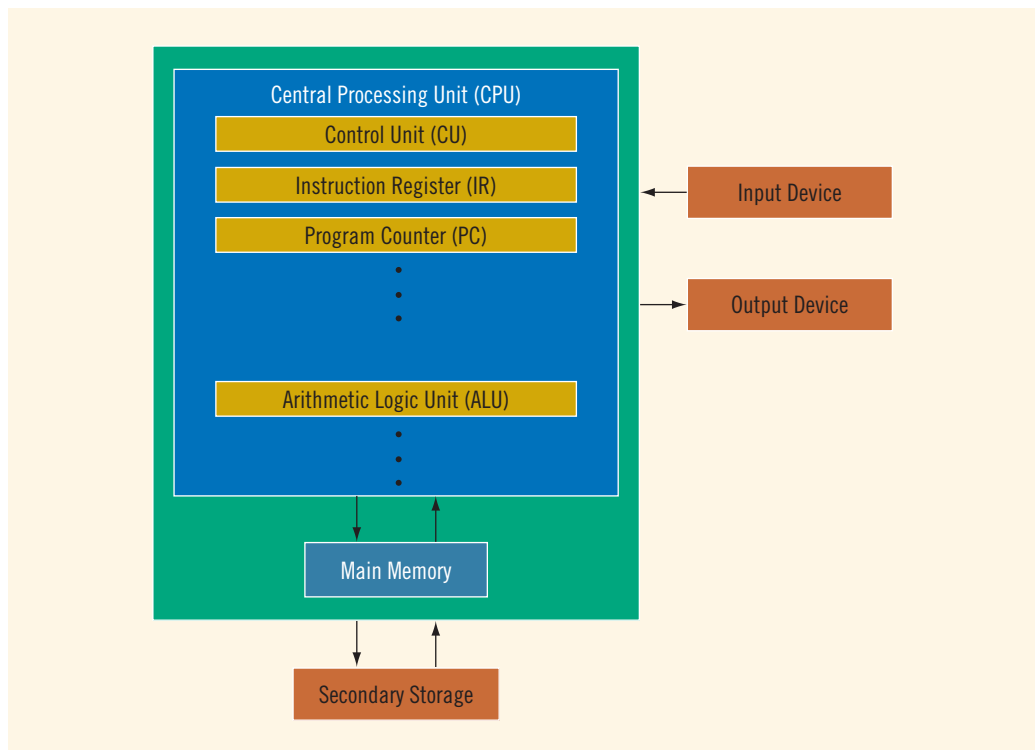 Central Processing Unit (CPU)
Control Unit (CU)
Instruction Register (IR)
Program Counter (PC)
Arithmetic Logic Unit (ALU)
Main Memory
Secondary Storage
Input Device
Output Device